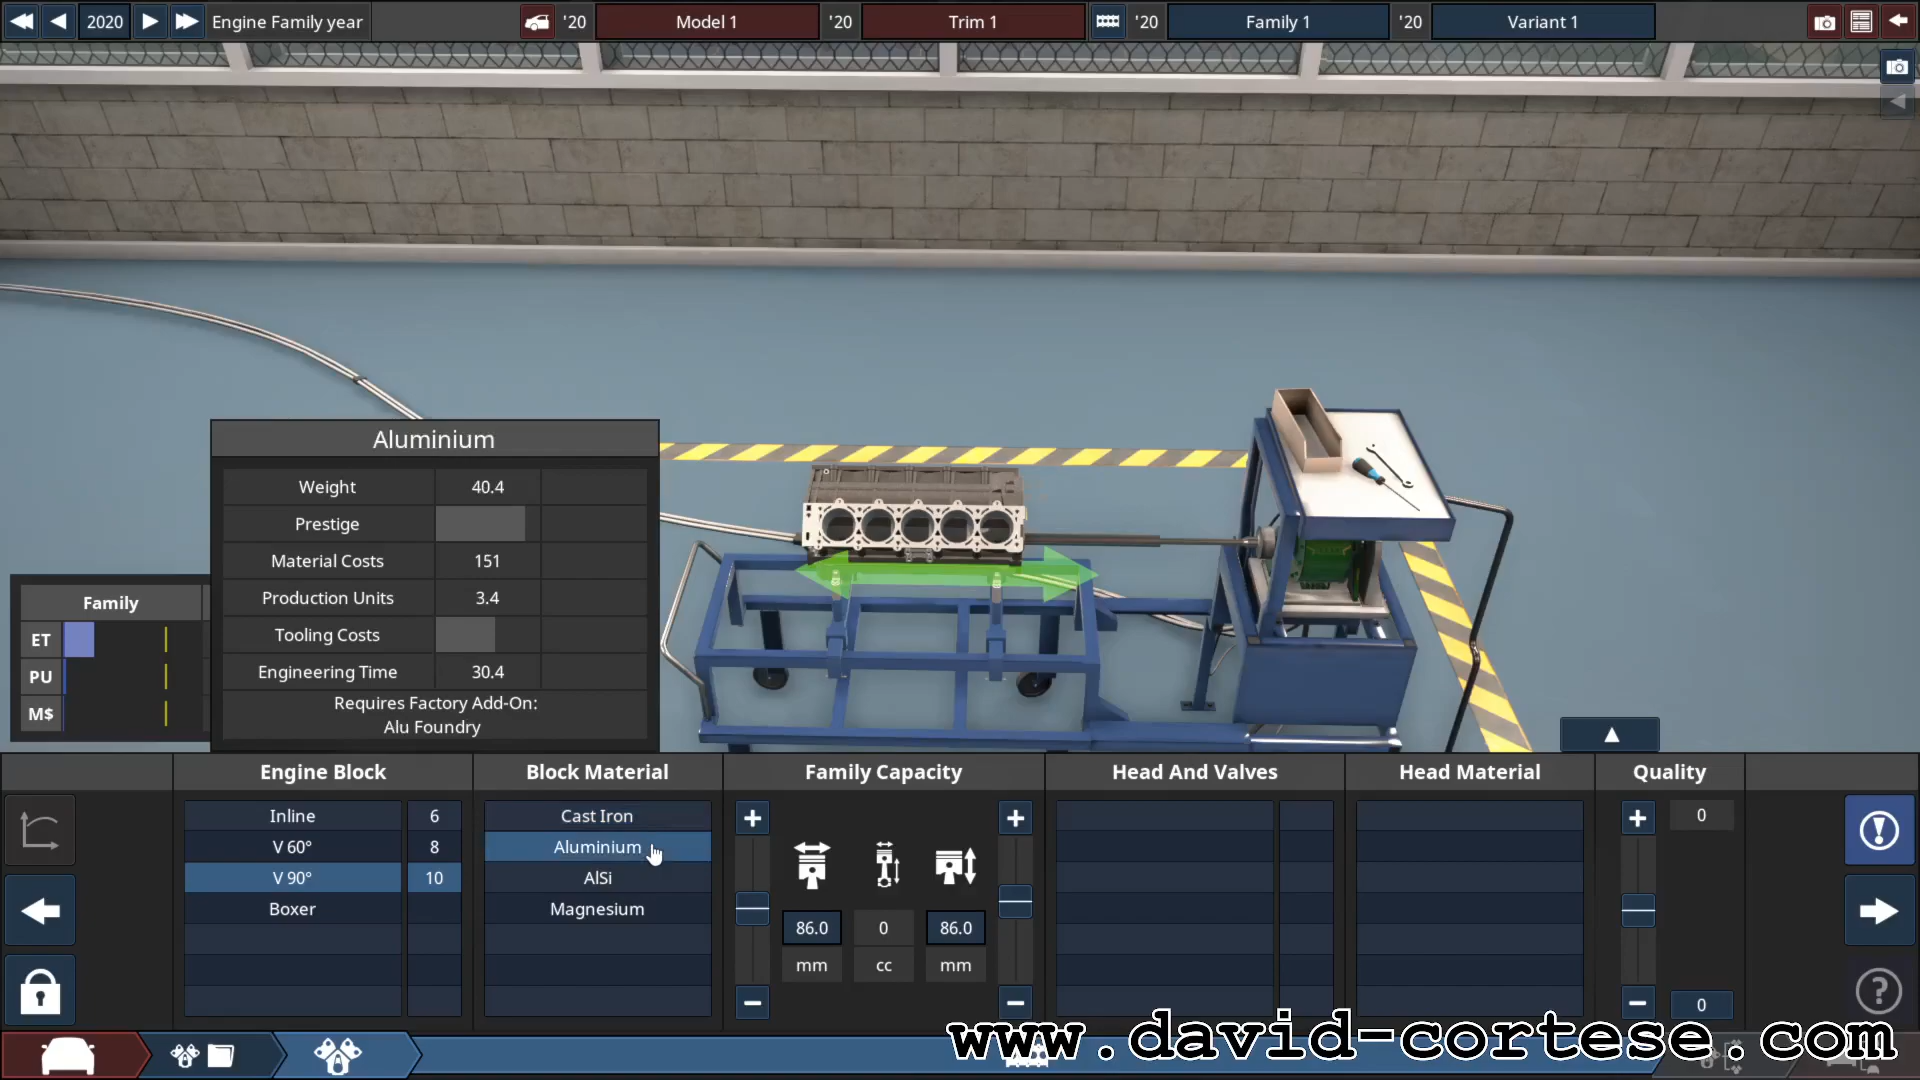 2020 Engine Family year '20 Model 1 '20 Trim 1 '20 Family 1 '20 Variant 1
Aluminium
Weight 40.4
Prestige
Material Costs 151
Production Units 3.4
Tooling Costs
Engineering Time 30.4
Requires Factory Add-On:
Alu Foundry
Family
ET
PU
M$
Engine Block Block Material Family Capacity Head And Valves Head Material Quality
Inline 6 Cast Iron 0
V 60° 8 Aluminium
V 90° 10 AlSi
Boxer Magnesium
86.0 0 86.0
mm cc mm
0
www.david-cortese.com